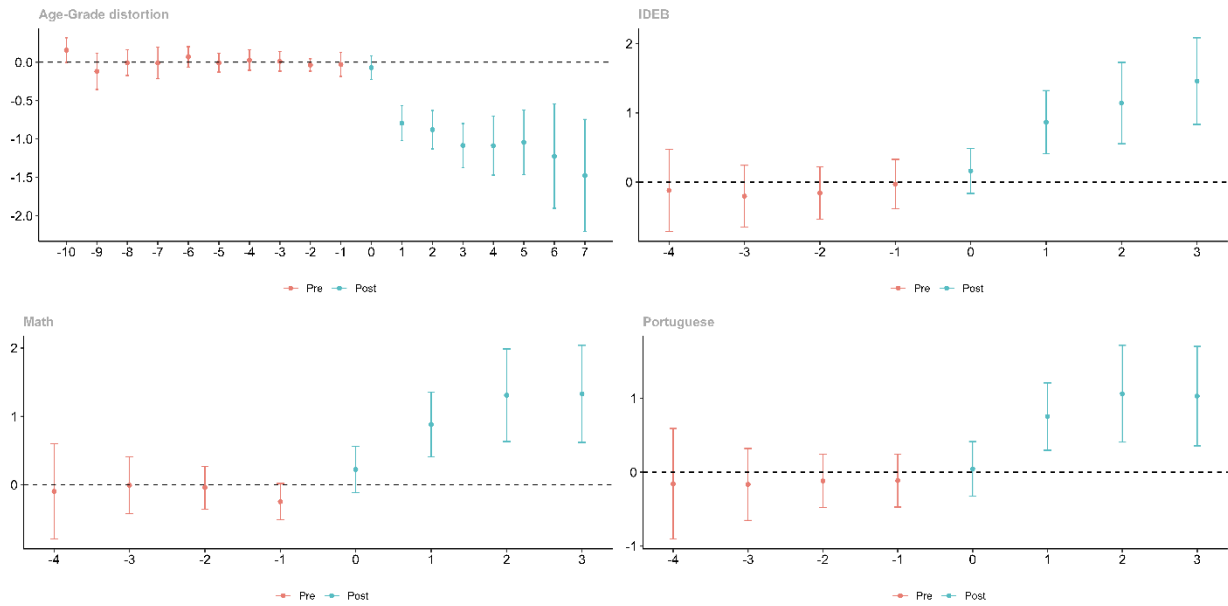 Age-Grade distortion
0.0
-0.5
-1.0
-1.5
-2.0
-10 -9 -8 -7 -6 -5 -4 -3 -2 -1 0 1 2 3 4 5 6 7
Pre Post
IDEB
2
1
0
-4 -3 -2 -1 0 1 2 3
Pre Post
Math
2
1
0
-4 -3 -2 -1 0 1 2 3
Pre Post
Portuguese
1
0
-1
-4 -3 -2 -1 0 1 2 3
Pre Post